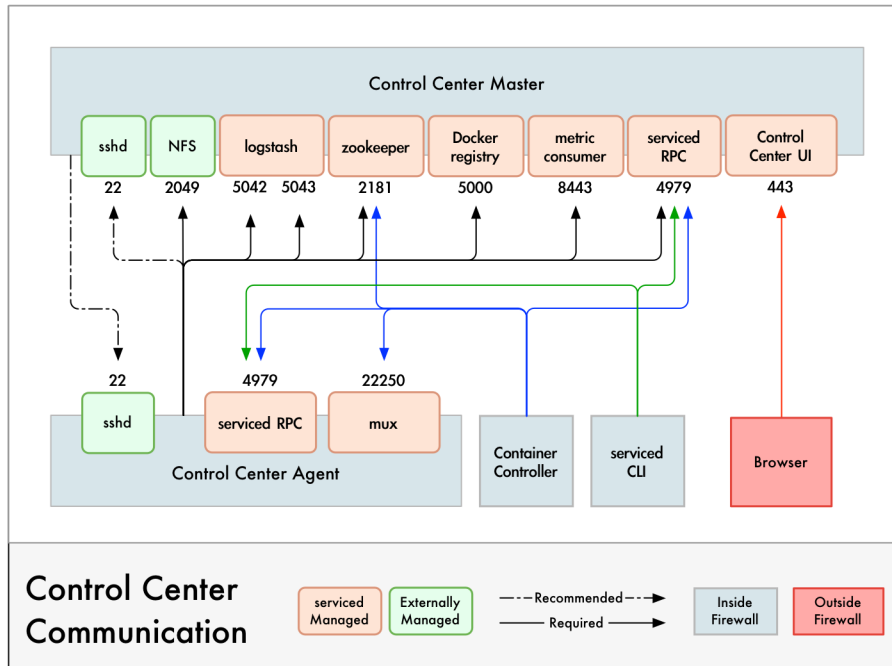 Control Center Master
sshd
NFS
logstash
zookeeper
Docker
registry
metric
consumer
serviced
RPC
Control
Center UI
22
2049
5042
5043
2181
5000
8443
4979
443
22
4979
22250
sshd
serviced RPC
mux
Control Center Agent
Container
Controller
serviced
CLI
Browser
Control Center
Communication
serviced
Managed
Externally
Managed
Recommended
Required
Inside
Firewall
Outside
Firewall